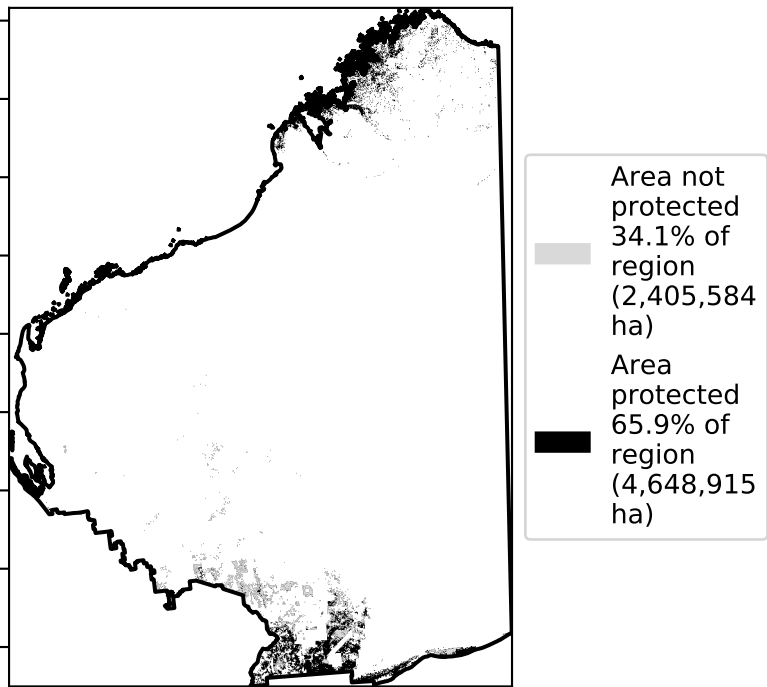 Area not
protected
34.1% of
region
(2,405,584
ha)
Area
protected
65.9% of
region
(4,648,915
ha)